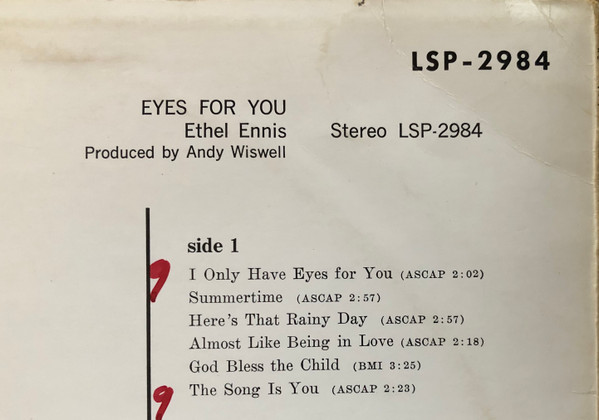 LSP-2984
EYES FOR YOU
Ethel Ennis Stereo LSP-2984
Produced by Andy Wiswell
side 1
9 I Only Have Eyes for You (ASCAP 2:02)
Summertime (ASCAP 2:57)
Here's That Rainy Day (ASCAP 2:57)
Almost Like Being in Love (ASCAP 2:18)
God Bless the Child (BMI 3:25)
9 The Song Is You (ASCAP 2:23)